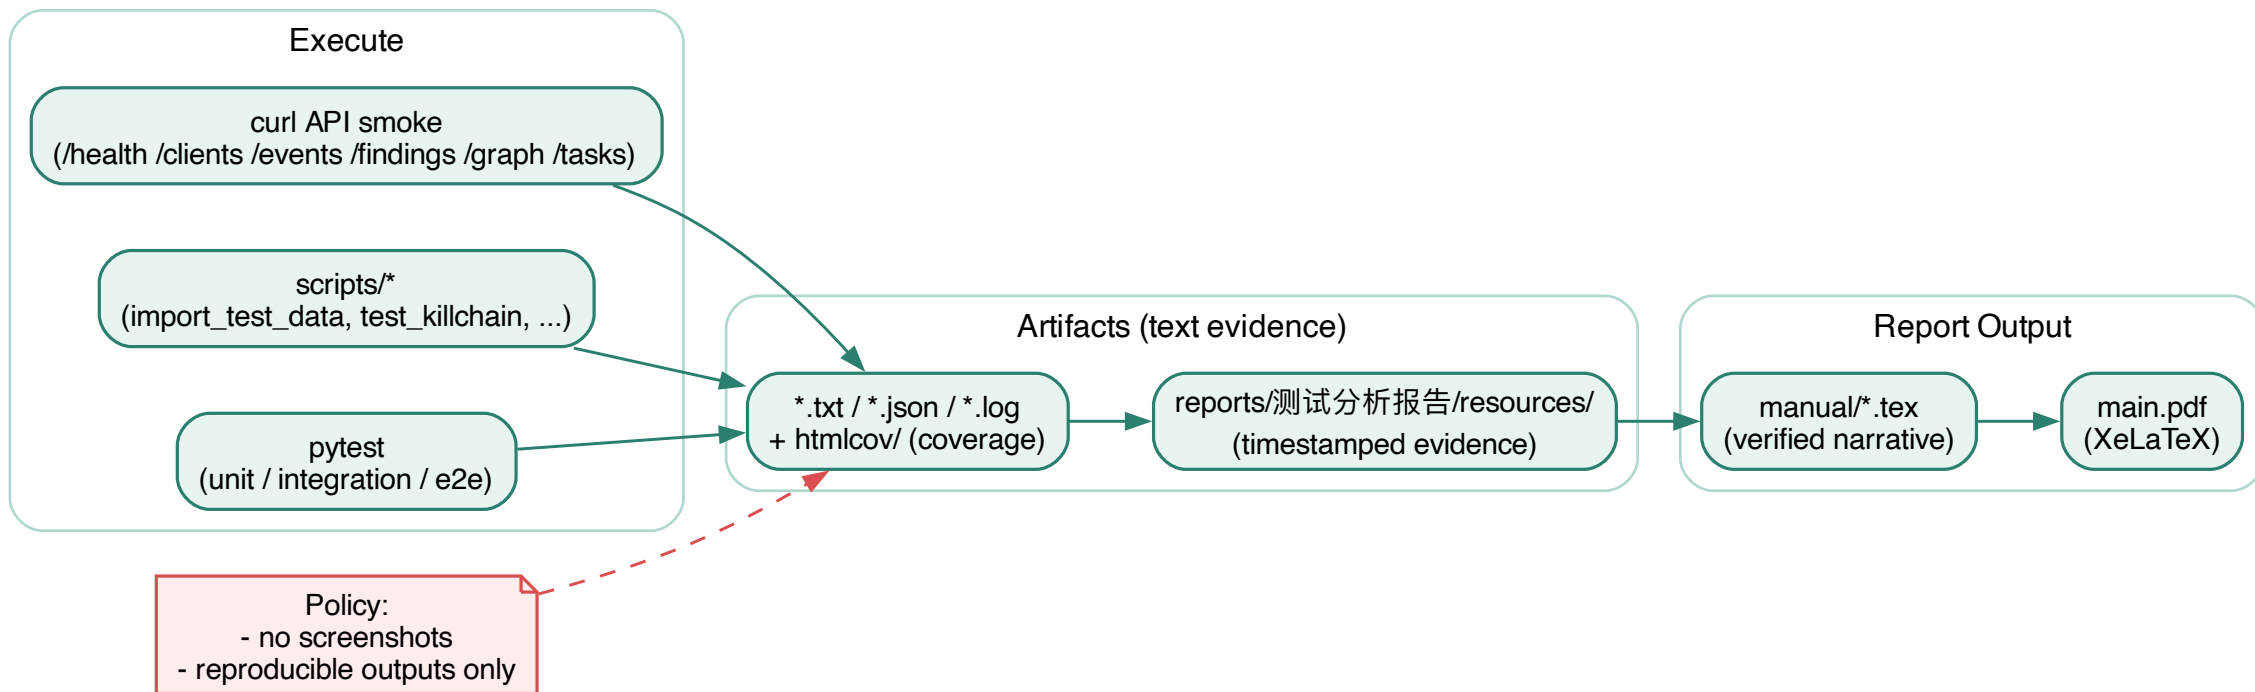 Execute
curl API smoke
(/health /clients /events /findings /graph /tasks)
scripts/*
(import_test_data, test_killchain, ...)
pytest
(unit / integration / e2e)
Policy:
- no screenshots
- reproducible outputs only
Artifacts (text evidence)
*.txt / *.json / *.log
+ htmlcov/ (coverage)
reports/测试分析报告/resources/
(timestamped evidence)
Report Output
manual/*.tex
(verified narrative)
main.pdf
(XeLaTeX)